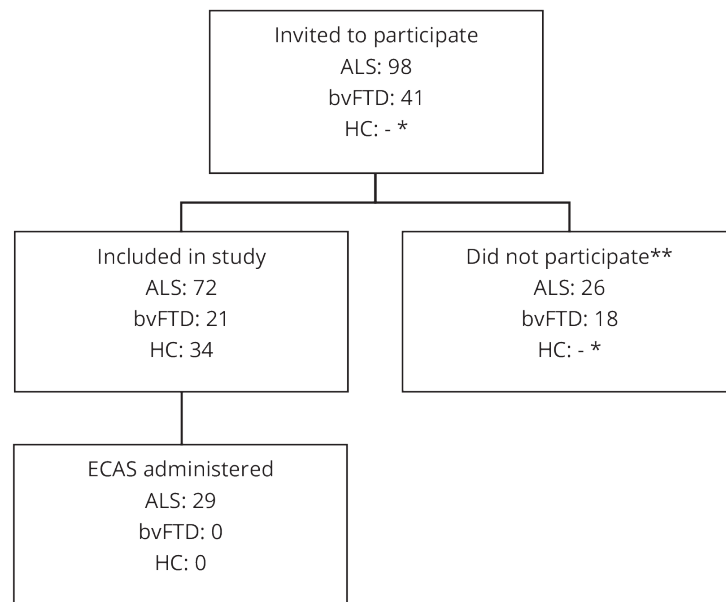 Invited to participate
ALS: 98
bvFTD: 41
HC: - *
Included in study
ALS: 72
bvFTD: 21
HC: 34
Did not participate**
ALS: 26
bvFTD: 18
HC: - *
ECAS administered
ALS: 29
bvFTD: 0
HC: 0